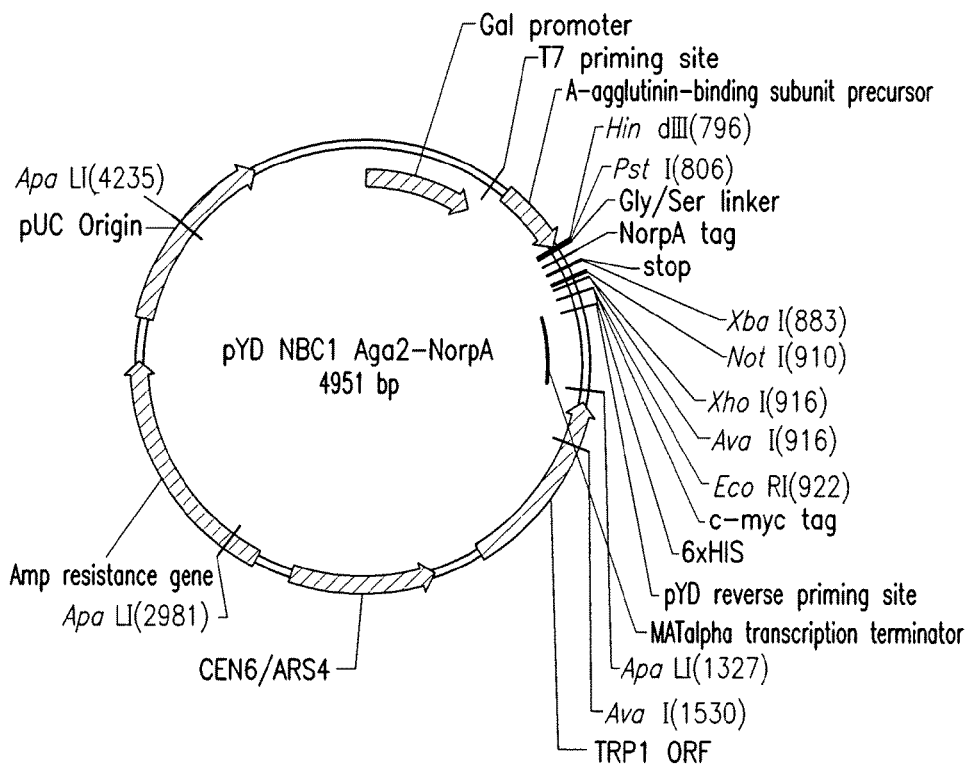 Gal promoter
T7 priming site
A-agglutinin-binding subunit precursor
Hin dIII(796)
Pst I(806)
Gly/Ser linker
NorpA tag
stop
Xba I(883)
Not I(910)
Xho I(916)
Ava I(916)
Eco RI(922)
c-myc tag
6xHIS
pYD reverse priming site
MATalpha transcription terminator
Apa LI(1327)
Ava I(1530)
TRP1 ORF
CEN6/ARS4
Apa LI(2981)
Amp resistance gene
pUC Origin
Apa LI(4235)
pYD NBC1 Aga2-NorpA
4951 bp